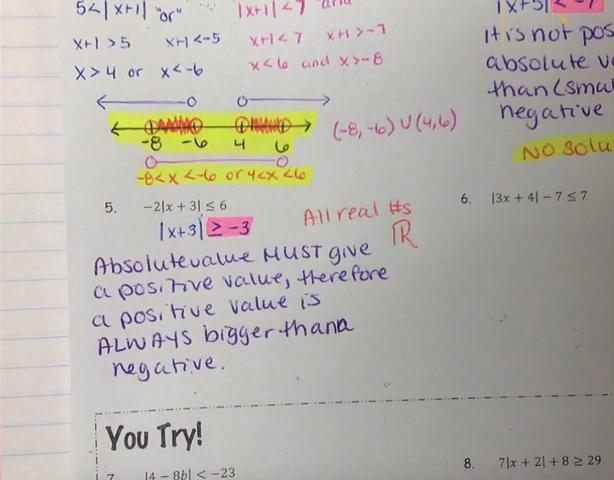 5<|x+1| "or" |x+1|<7 and |x+5| < -7
x+1>5 x+1<-5 x+1<7 x+1>-7
x>4 or x<-6 x<6 and x>-8
It is not pos
absolute v
than (sma
negative
NO SOLU
-8 -6 4 6 (-8,-6) ∪ (4,6)
-8<x<-6 or 4<x<6
5. -2|x + 3| ≤ 6
|x+3| ≥ -3
All real #s
ℝ
Absolute value MUST give
a positive value, therefore
a positive value is
ALWAYS bigger than a
negative.
6. |3x + 4| - 7 ≤ 7
You Try!
7. |4 - 8b| < -23
8. 7|x + 2| + 8 ≥ 29